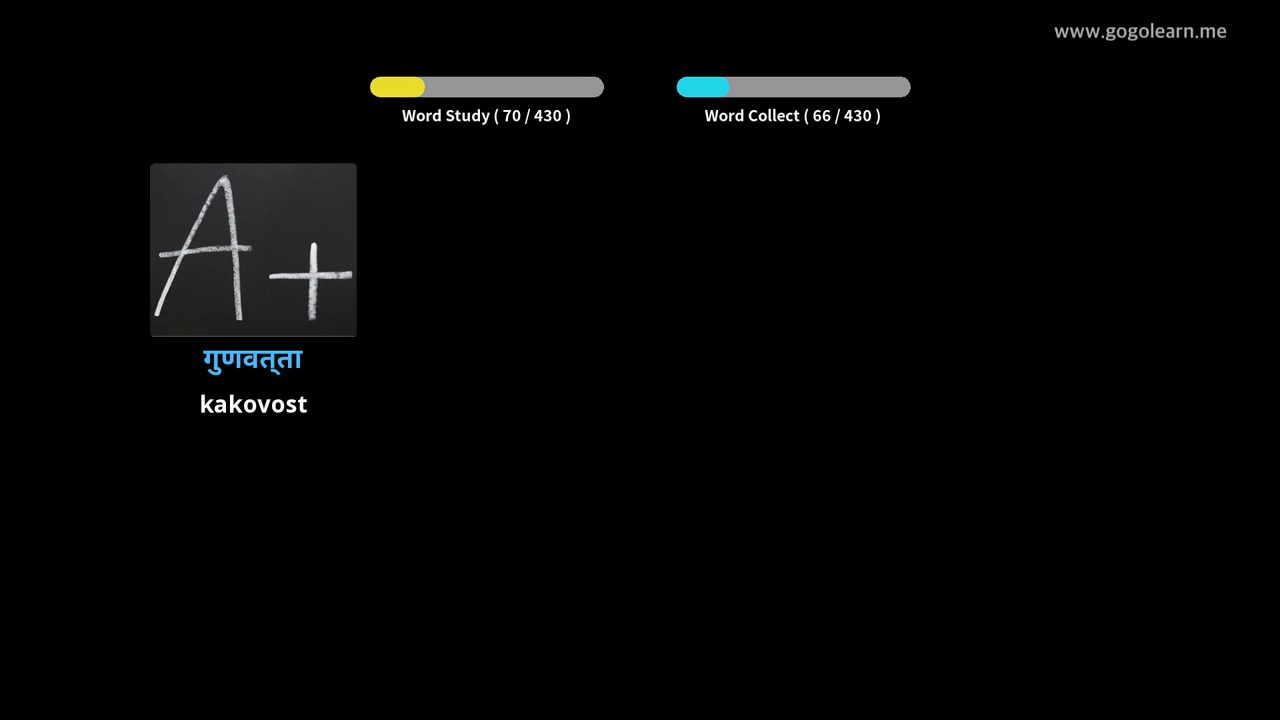 www.gogolearn.me
Word Study ( 70 / 430 )
Word Collect ( 66 / 430 )
A+
गुणवत्‍ता
kakovost